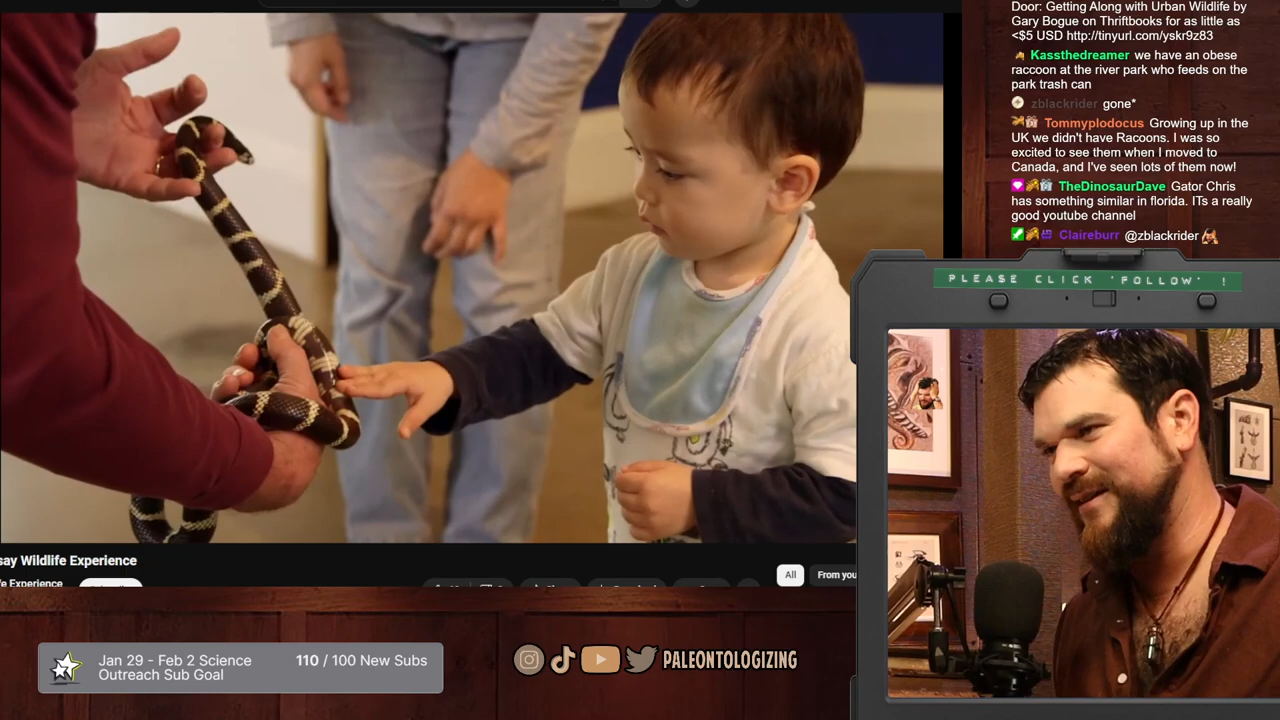 Door: Getting Along with Urban Wildlife by
Gary Bogue on Thriftbooks for as little as
<$5 USD http://tinyurl.com/yskr9z83
Kassthedreamer we have an obese
raccoon at the river park who feeds on the
park trash can
zblackrider gone*
Tommyplodocus Growing up in the
UK we didn't have Racoons. I was so
excited to see them when I moved to
Canada, and I've seen lots of them now!
TheDinosaurDave Gator Chris
has something similar in florida. ITs a really
good youtube channel
Claireburr @zblackrider
PLEASE CLICK 'FOLLOW' !
say Wildlife Experience
fe Experience
All
From you
Jan 29 - Feb 2 Science
Outreach Sub Goal
110 / 100 New Subs
PALEONTOLOGIZING